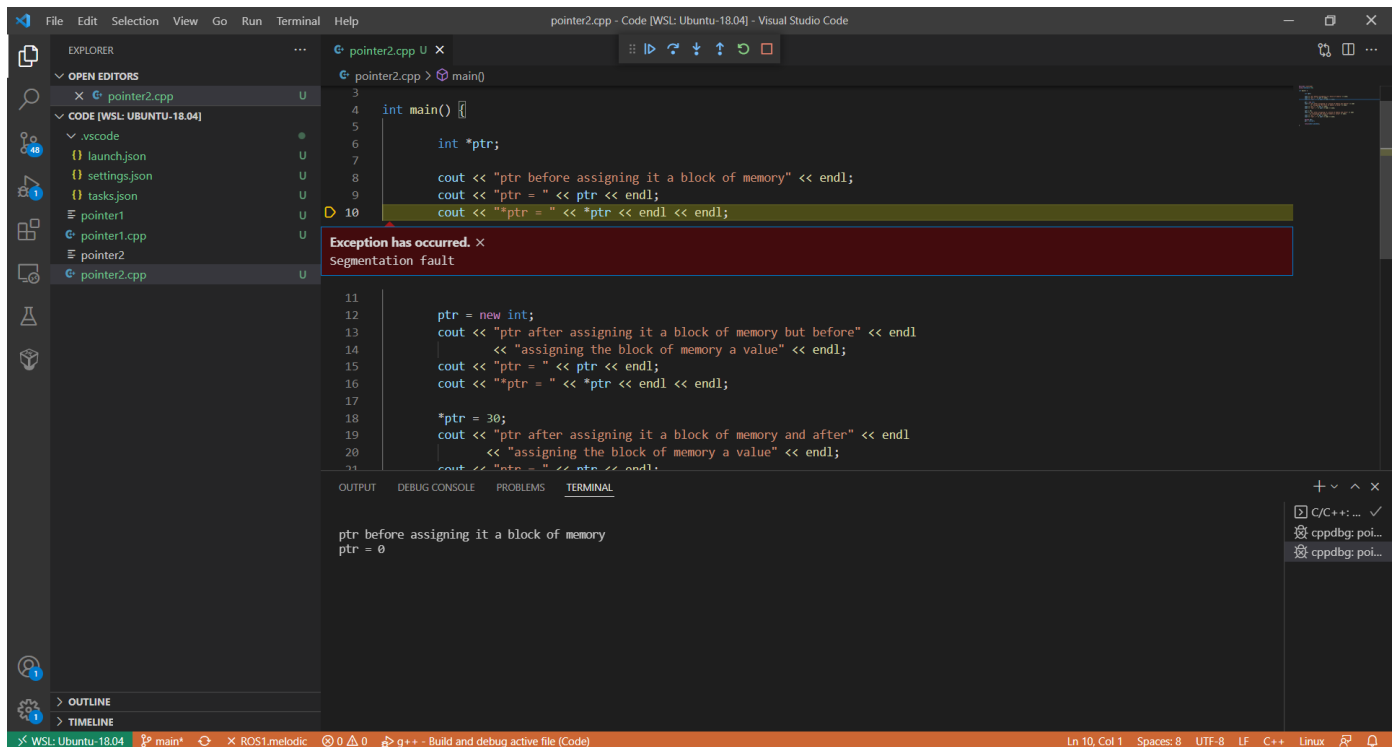 File Edit Selection View Go Run Terminal Help pointer2.cpp - Code [WSL: Ubuntu-18.04] - Visual Studio Code
EXPLORER ...
OPEN EDITORS
pointer2.cpp U
CODE [WSL: UBUNTU-18.04]
.vscode
{} launch.json U
{} settings.json U
{} tasks.json U
pointer1 U
pointer1.cpp U
pointer2
pointer2.cpp U
OUTLINE
TIMELINE
48
1
1
1
pointer2.cpp U
pointer2.cpp > main()
3
4 int main() {
5
6 int *ptr;
7
8 cout << "ptr before assigning it a block of memory" << endl;
9 cout << "ptr = " << ptr << endl;
10 cout << "*ptr = " << *ptr << endl << endl;
Exception has occurred. ×
Segmentation fault
11
12 ptr = new int;
13 cout << "ptr after assigning it a block of memory but before" << endl
14 << "assigning the block of memory a value" << endl;
15 cout << "ptr = " << ptr << endl;
16 cout << "*ptr = " << *ptr << endl << endl;
17
18 *ptr = 30;
19 cout << "ptr after assigning it a block of memory and after" << endl
20 << "assigning the block of memory a value" << endl;
21 cout << "ptr = " << ptr << endl;
OUTPUT DEBUG CONSOLE PROBLEMS TERMINAL
ptr before assigning it a block of memory
ptr = 0
C/C++: ...
cppdbg: poi...
cppdbg: poi...
WSL: Ubuntu-18.04 main* ROS1.melodic 0 0 g++ - Build and debug active file (Code) Ln 10, Col 1 Spaces: 8 UTF-8 LF C++ Linux